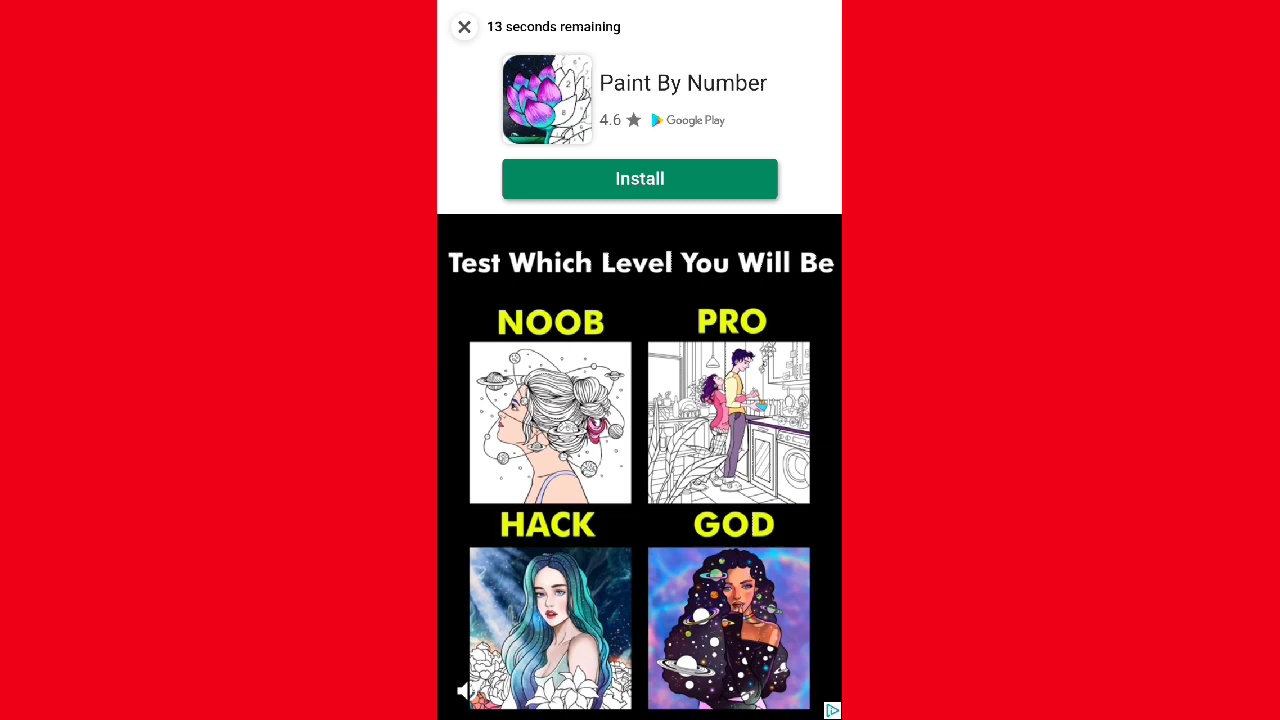 13 seconds remaining
Paint By Number
4.6 ★ Google Play
Install
Test Which Level You Will Be
NOOB PRO
HACK GOD